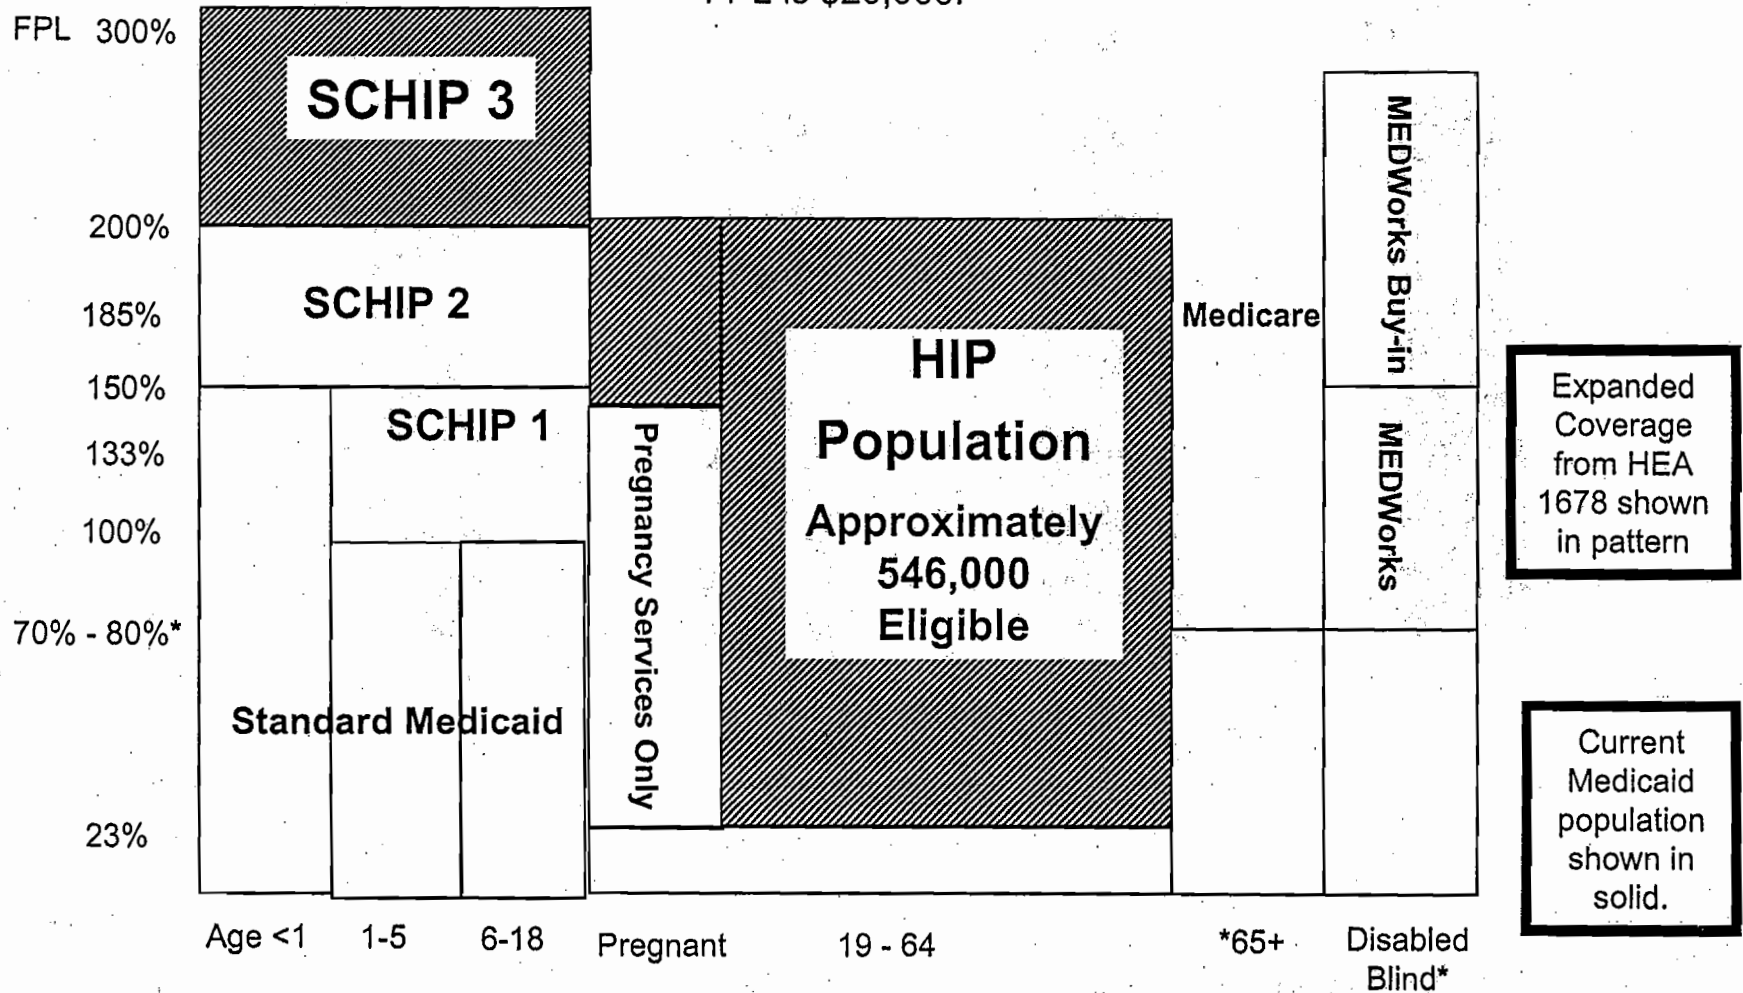 FPL 300%
SCHIP 3
200%
SCHIP 2
185%
Medicare
MEDWorks Buy-in
150%
SCHIP 1
133%
100%
70% - 80%*
Standard Medicaid
23%
Pregnancy Services Only
HIP
Population
Approximately
546,000
Eligible
MEDWorks
Expanded
Coverage
from HEA
1678 shown
in pattern
Current
Medicaid
population
shown in
solid.
Age <1
1-5
6-18
Pregnant
19 - 64
*65+
Disabled
Blind*